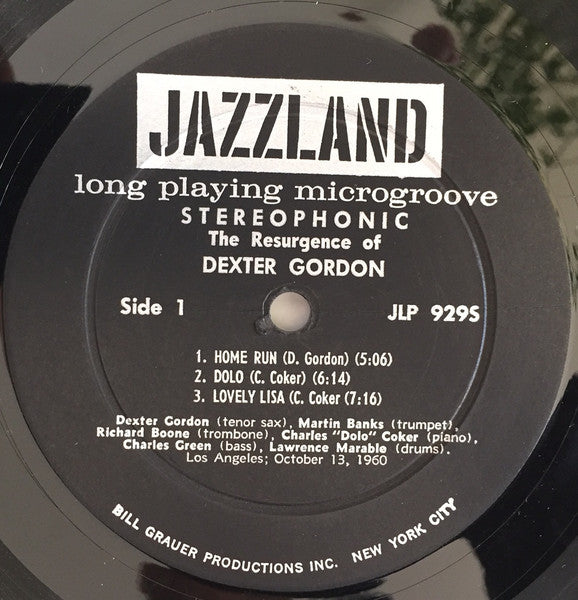 JAZZLAND
long playing microgroove
STEREOPHONIC
The Resurgence of
DEXTER GORDON
Side 1
JLP 929S
1. HOME RUN (D. Gordon) (5:06)
2. DOLO (C. Coker) (6:14)
3. LOVELY LISA (C. Coker (7:16)
Dexter Gordon (tenor sax), Martin Banks (trumpet),
Richard Boone (trombone), Charles "Dolo" Coker (piano),
Charles Green (bass), Lawrence Marable (drums).
Los Angeles; October 13, 1960
BILL GRAUER PRODUCTIONS INC. NEW YORK CITY